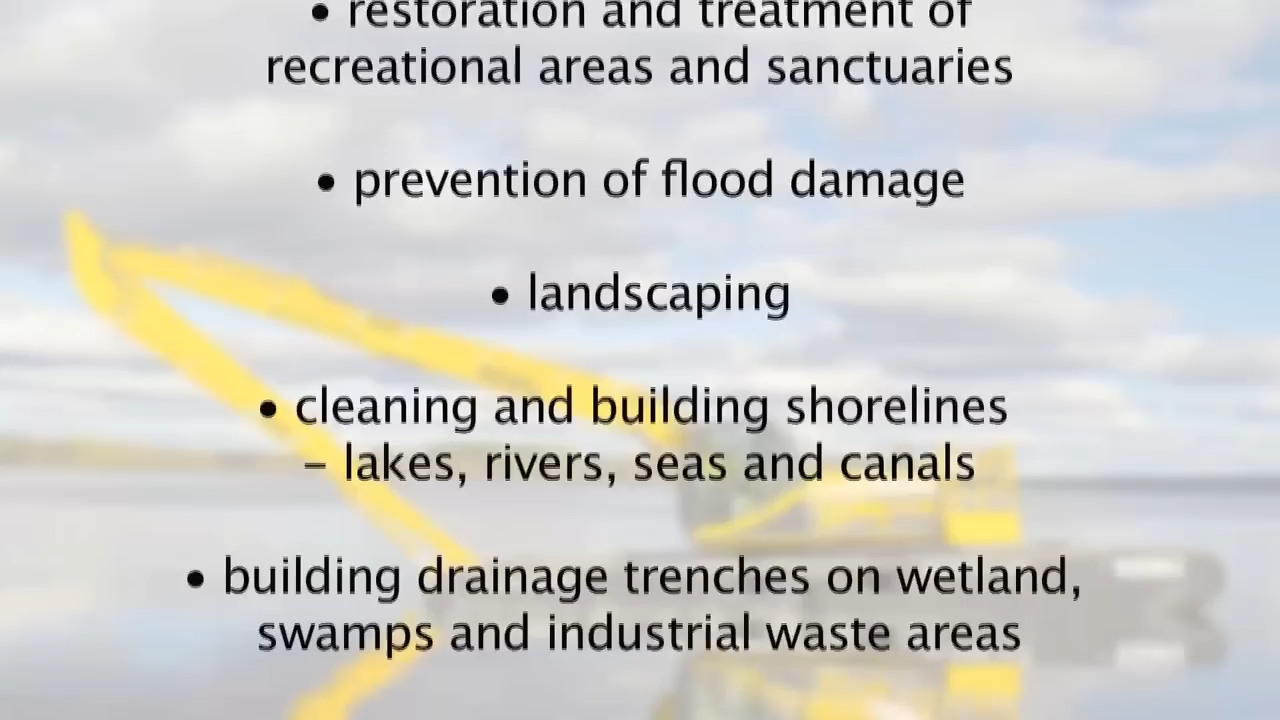 • restoration and treatment of
recreational areas and sanctuaries
• prevention of flood damage
• landscaping
• cleaning and building shorelines
– lakes, rivers, seas and canals
• building drainage trenches on wetland,
swamps and industrial waste areas